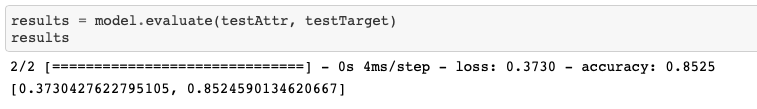 results = model.evaluate(testAttr, testTarget)
results
2/2 [==============================] - 0s 4ms/step - loss: 0.3730 - accuracy: 0.8525
[0.3730427622795105, 0.8524590134620667]